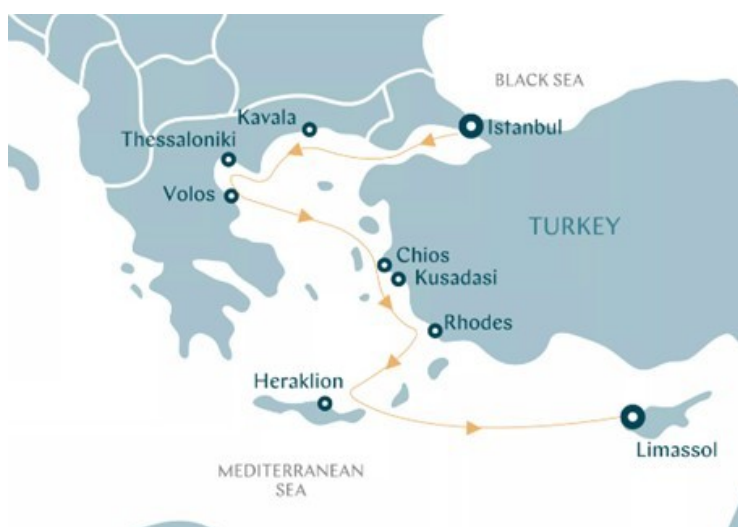 BLACK SEA
Kavala
Istanbul
Thessaloniki
Volos
TURKEY
Chios
Kusadasi
Rhodes
Heraklion
Limassol
MEDITERRANEAN
SEA